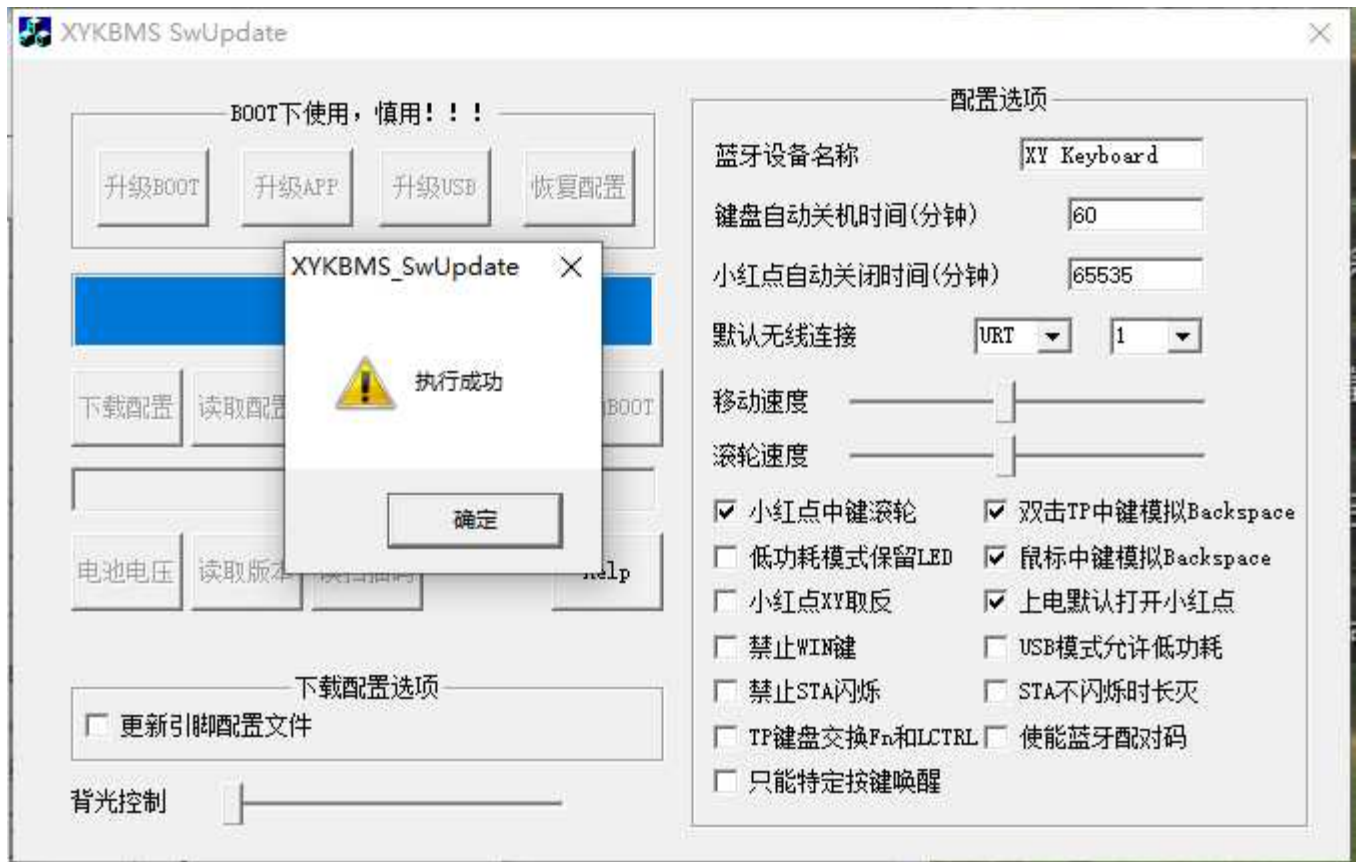 XYKBMS SwUpdate
BOOT下使用，慎用！！！
升级BOOT
升级APP
升级USB
恢复配置
XYKBMS_SwUpdate
执行成功
确定
下载配置
读取配置
BOOT
电池电压
读取版本
Help
下载配置选项
更新引脚配置文件
背光控制
配置选项
蓝牙设备名称
XY Keyboard
键盘自动关机时间(分钟)
60
小红点自动关闭时间(分钟)
65535
默认无线连接
URT
1
移动速度
滚轮速度
小红点中键滚轮
双击TP中键模拟Backspace
低功耗模式保留LED
鼠标中键模拟Backspace
小红点XY取反
上电默认打开小红点
禁止WIN键
USB模式允许低功耗
禁止STA闪烁
STA不闪烁时长灭
TP键盘交换Fn和LCTRL
使能蓝牙配对码
只能特定按键唤醒